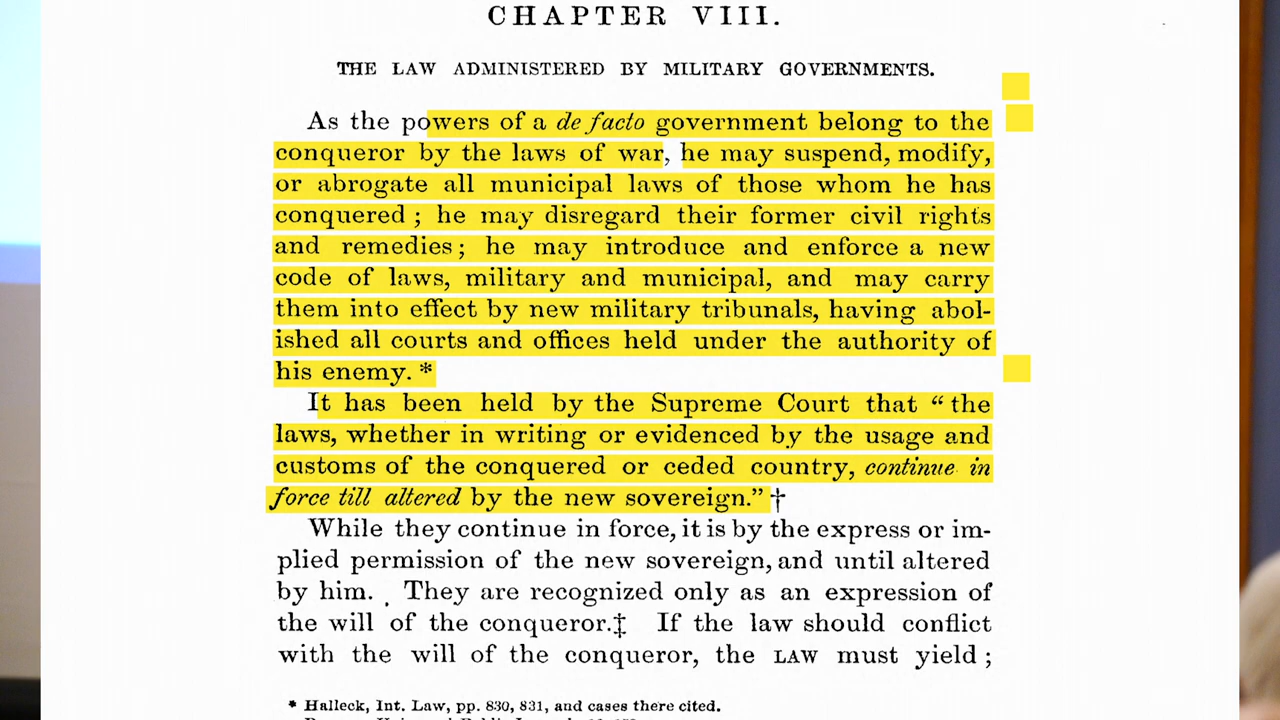 CHAPTER VIII.
THE LAW ADMINISTERED BY MILITARY GOVERNMENTS.
As the powers of a de facto government belong to the
conqueror by the laws of war, he may suspend, modify,
or abrogate all municipal laws of those whom he has
conquered; he may disregard their former civil rights
and remedies; he may introduce and enforce a new
code of laws, military and municipal, and may carry
them into effect by new military tribunals, having abol-
ished all courts and offices held under the authority of
his enemy.*
It has been held by the Supreme Court that "the
laws, whether in writing or evidenced by the usage and
customs of the conquered or ceded country, continue in
force till altered by the new sovereign."†
While they continue in force, it is by the express or im-
plied permission of the new sovereign, and until altered
by him. They are recognized only as an expression of
the will of the conqueror.‡ If the law should conflict
with the will of the conqueror, the LAW must yield;
* Halleck, Int. Law, pp. 830, 831, and cases there cited.